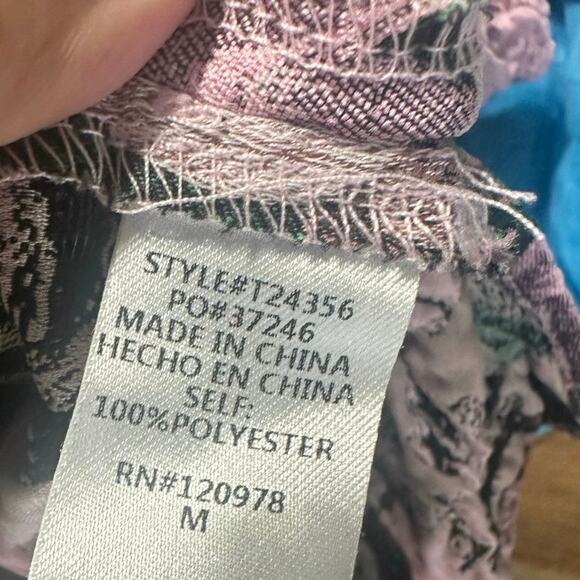 STYLE#T24356
PO#37246
MADE IN CHINA
HECHO EN CHINA
SELF:
100%POLYESTER
RN#120978
M